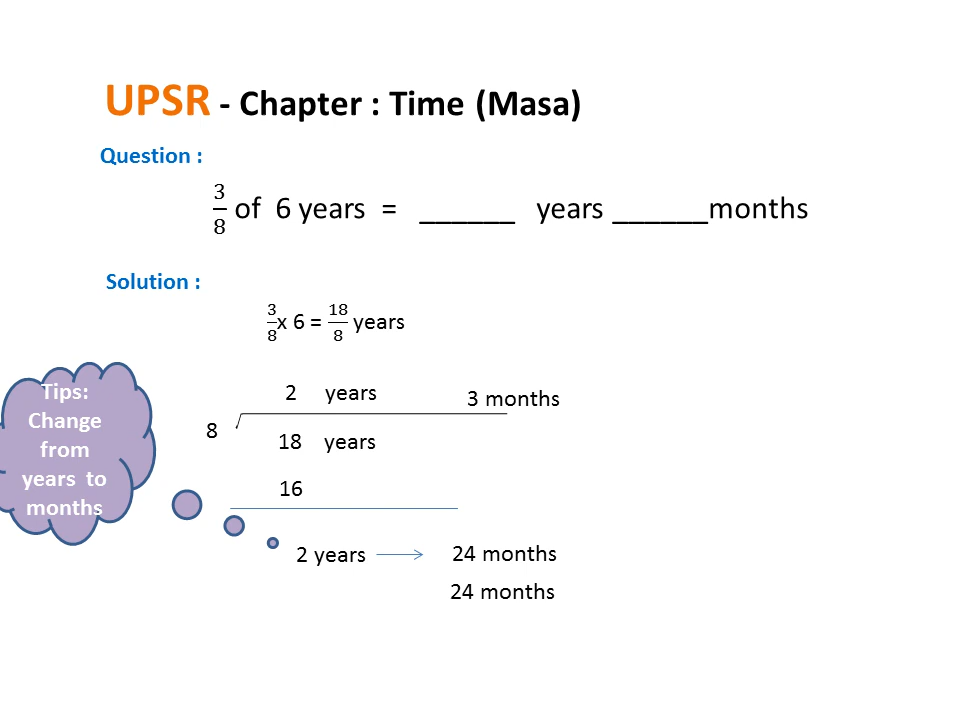 UPSR - Chapter : Time (Masa)
Question :
3/8 of 6 years = ______ years ______months
Solution :
3/8 x 6 = 18/8 years
2 years 3 months
8
18 years
16
2 years → 24 months
24 months
Tips:
Change
from
years to
months